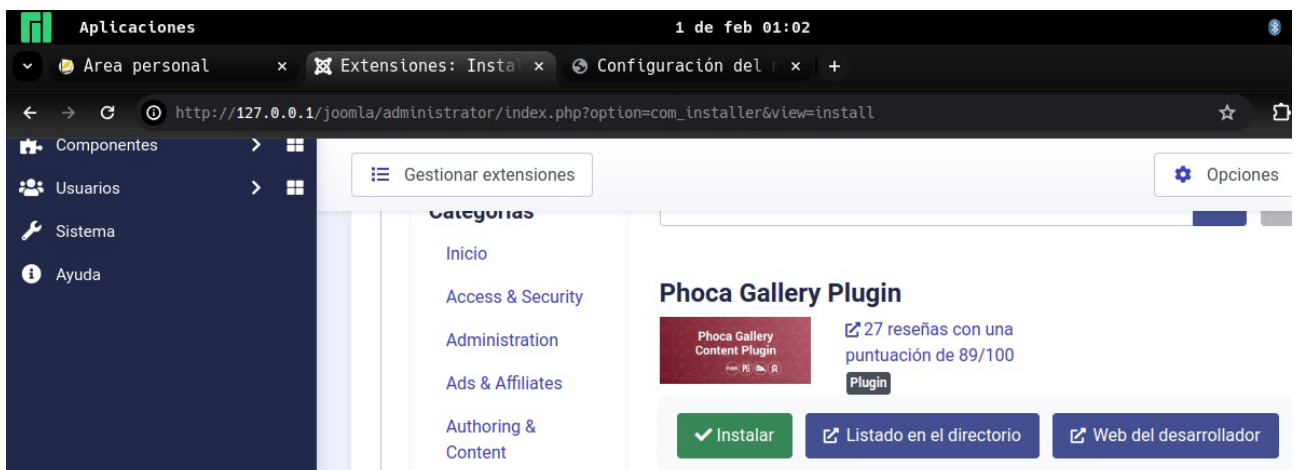 Aplicaciones
1 de feb 01:02
Area personal
Extensiones: Insta
Configuración del
http://127.0.0.1/joomla/administrator/index.php?option=com_installer&view=install
Componentes
Usuarios
Sistema
Ayuda
Gestionar extensiones
Opciones
Categorías
Inicio
Access & Security
Administration
Ads & Affiliates
Authoring &
Content
Phoca Gallery Plugin
Phoca Gallery
Content Plugin
27 reseñas con una
puntuación de 89/100
Plugin
Instalar
Listado en el directorio
Web del desarrollador